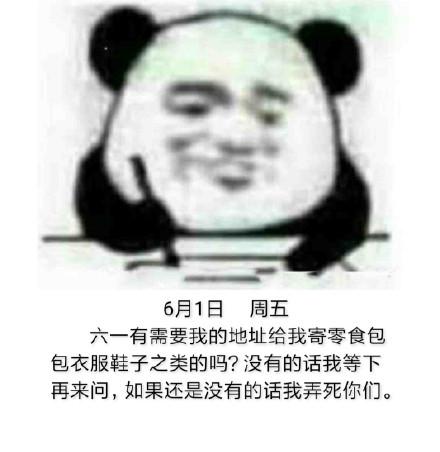 6月1日 周五
六一有需要我的地址给我寄零食包
包衣服鞋子之类的吗?没有的话我等下
再来问，如果还是没有的话我弄死你们。